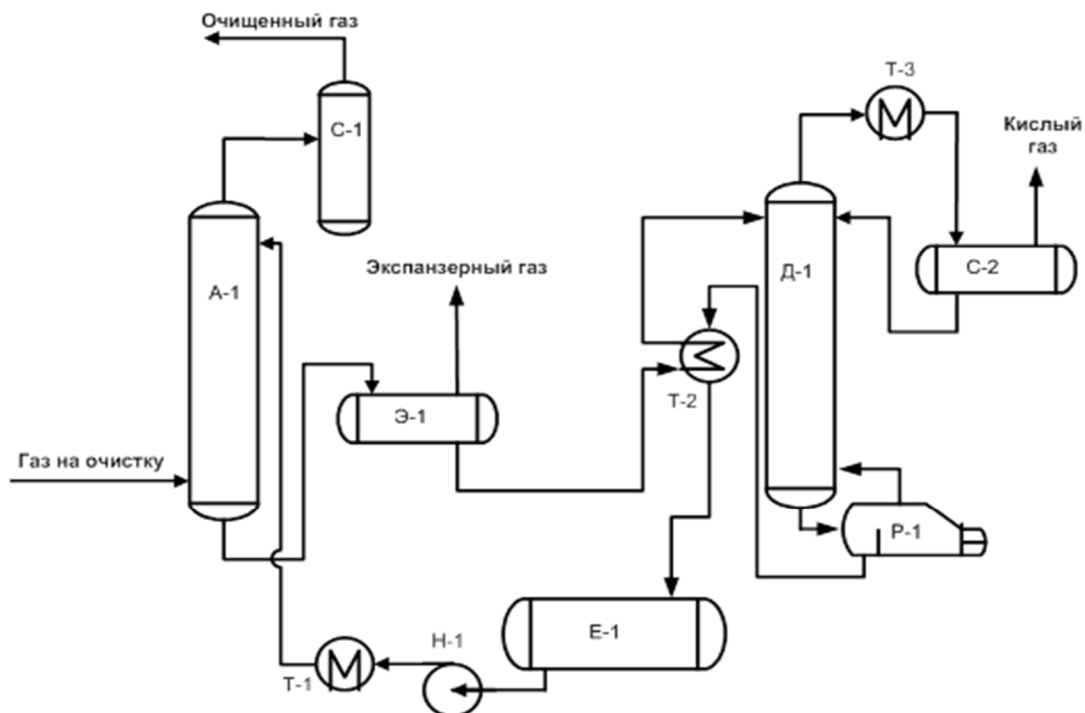 Очищенный газ
С-1
Т-3
Кислый
газ
А-1
Экспанзерный газ
Д-1
С-2
Э-1
Т-2
Газ на очистку
Р-1
Е-1
Н-1
Т-1